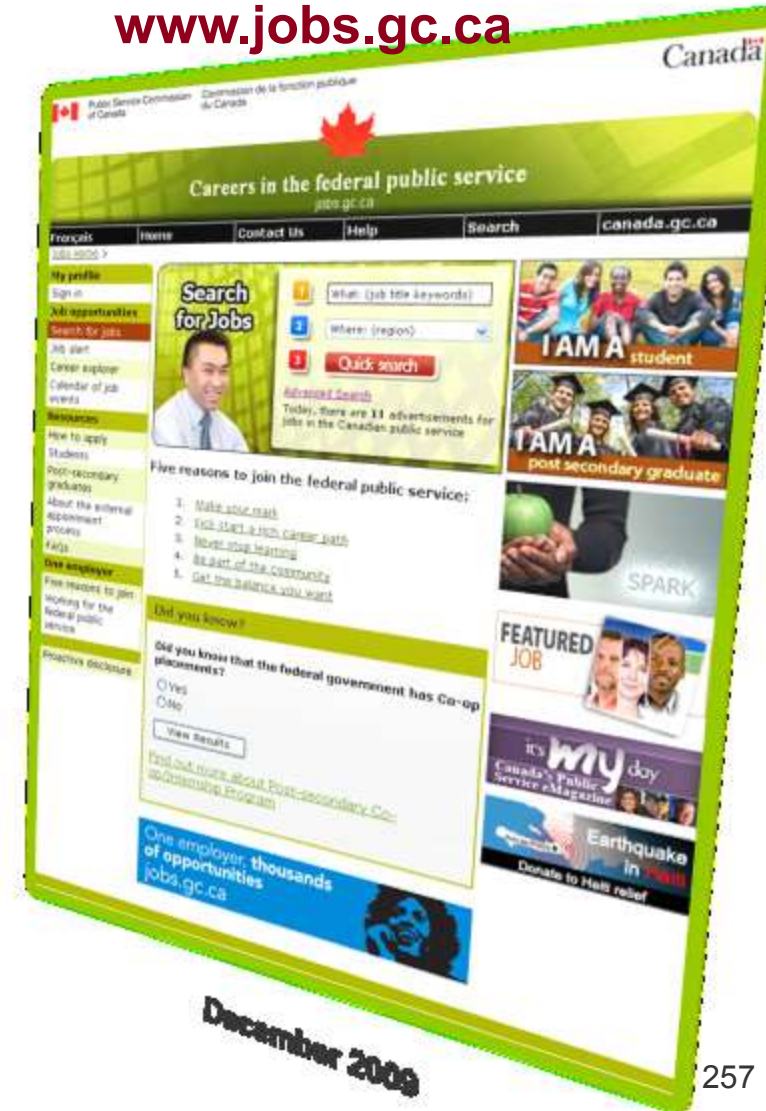 www.jobs.gc.ca
Canada
Public Service Commission
of Canada
Commission de la fonction publique
du Canada
Careers in the federal public service
jobs.gc.ca
Français
Home
Contact Us
Help
Search
canada.gc.ca
Jobs Home >
My profile
Sign in
Job opportunities
Search for jobs
Job alert
Career explorer
Calendar of job
events
Resources
How to apply
Students
Post-secondary
graduates
About the external
appointment
process
FAQs
One employer
Five reasons to join
Working for the
federal public
service
Proactive disclosure
Search
for Jobs
1
What: (job title keywords)
2
Where: (region)
3
Quick search
Advanced Search
Today, there are 11 advertisements for
jobs in the Canadian public service
Five reasons to join the federal public service:
1. Make your mark
2. Kick start a rich career path
3. Never stop learning
4. Be part of the community
5. Get the balance you want
Did you know?
Did you know that the federal government has Co-op
placements?
Yes
No
View Results
Find out more about Post-secondary Co-
op/Internship Program
One employer, thousands
of opportunities
jobs.gc.ca
I AM A student
I AM A
post secondary graduate
SPARK
FEATURED
JOB
it's my day
Canada's Public
Service eMagazine
Earthquake
in Haiti
Donate to Haiti relief
December 2009
257